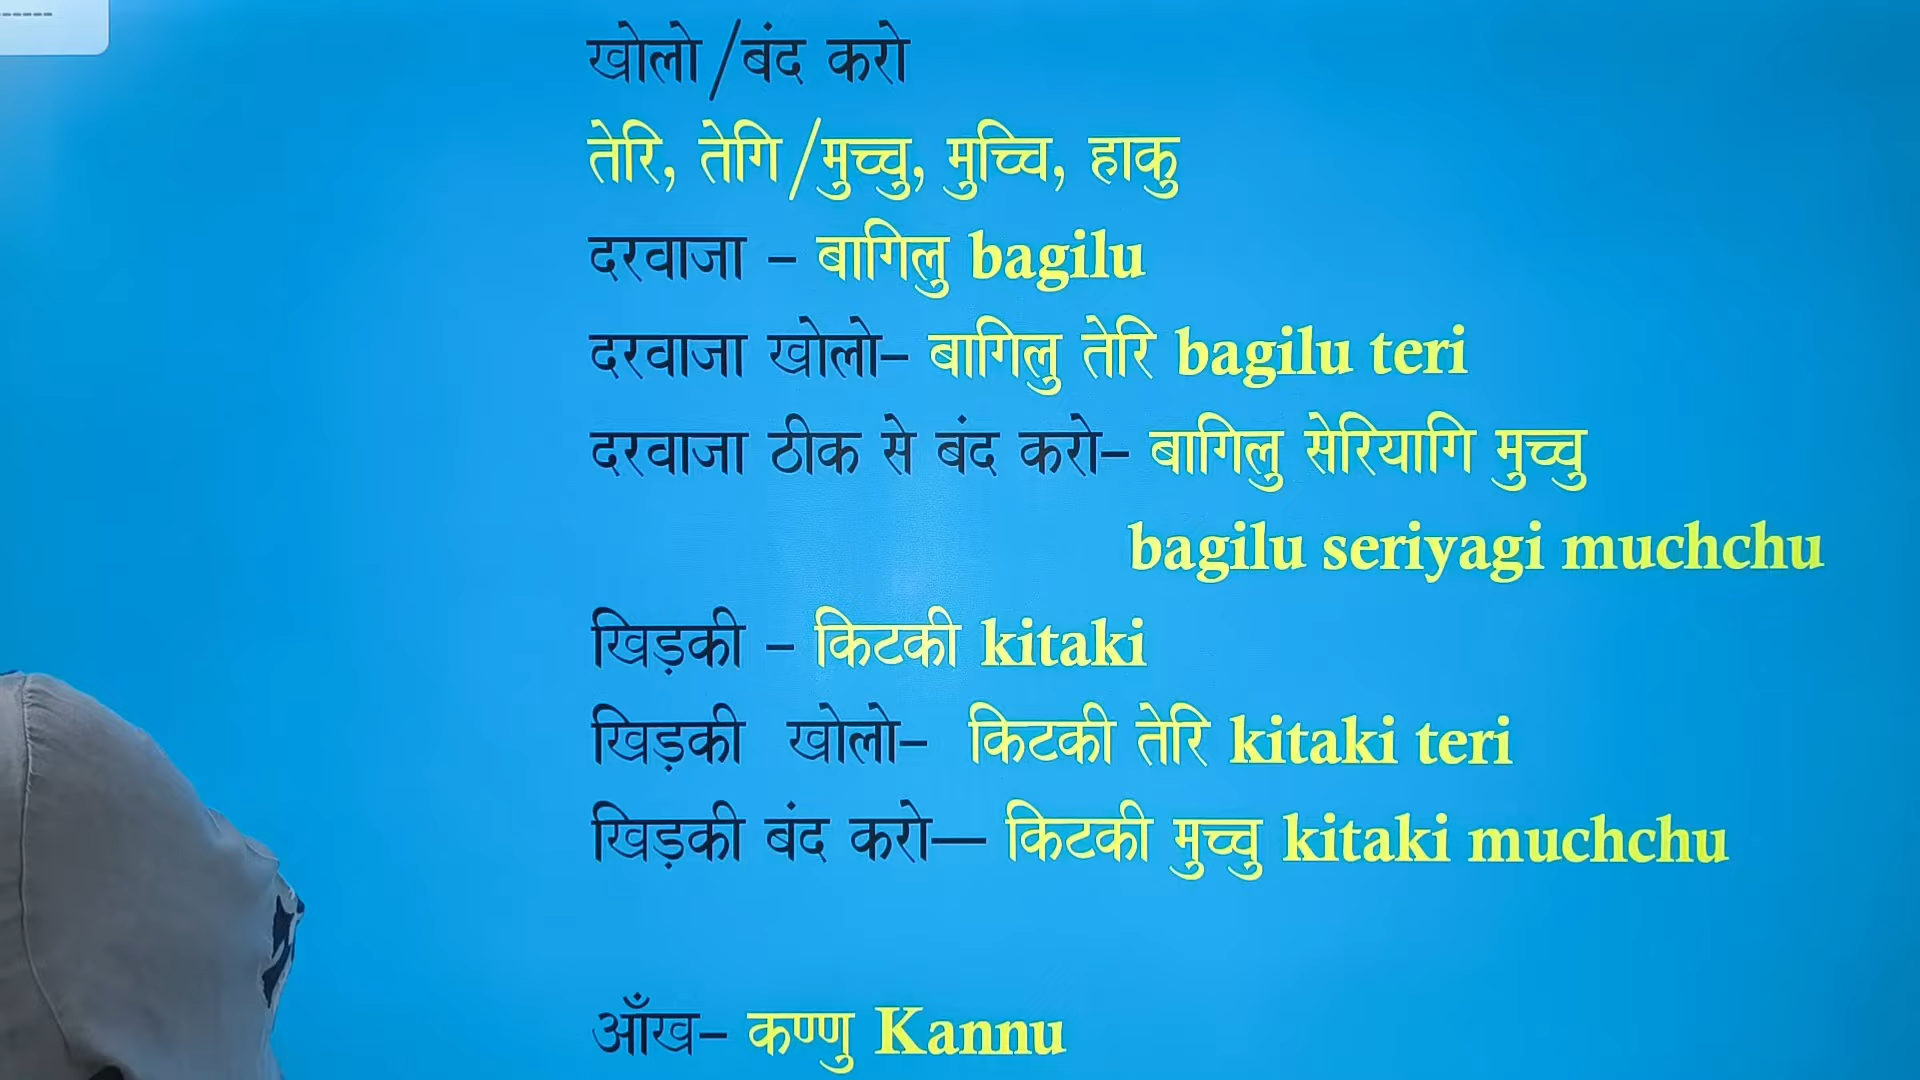 खोलो/बंद करो
तेरि, तेगि/मुच्चु, मुच्चि, हाकु
दरवाजा – बागिलु bagilu
दरवाजा खोलो– बागिलु तेरि bagilu teri
दरवाजा ठीक से बंद करो– बागिलु सेरियागि मुच्चु
bagilu seriyagi muchchu
खिड़की – किटकी kitaki
खिड़की खोलो– किटकी तेरि kitaki teri
खिड़की बंद करो— किटकी मुच्चु kitaki muchchu
आँख– कण्णु Kannu